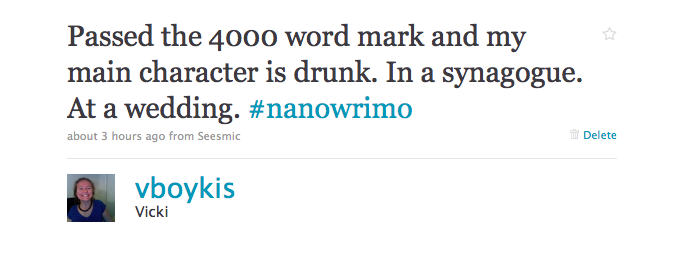 Passed the 4000 word mark and my
main character is drunk. In a synagogue.
At a wedding. #nanowrimo
about 3 hours ago from Seesmic
Delete
vboykis
Vicki